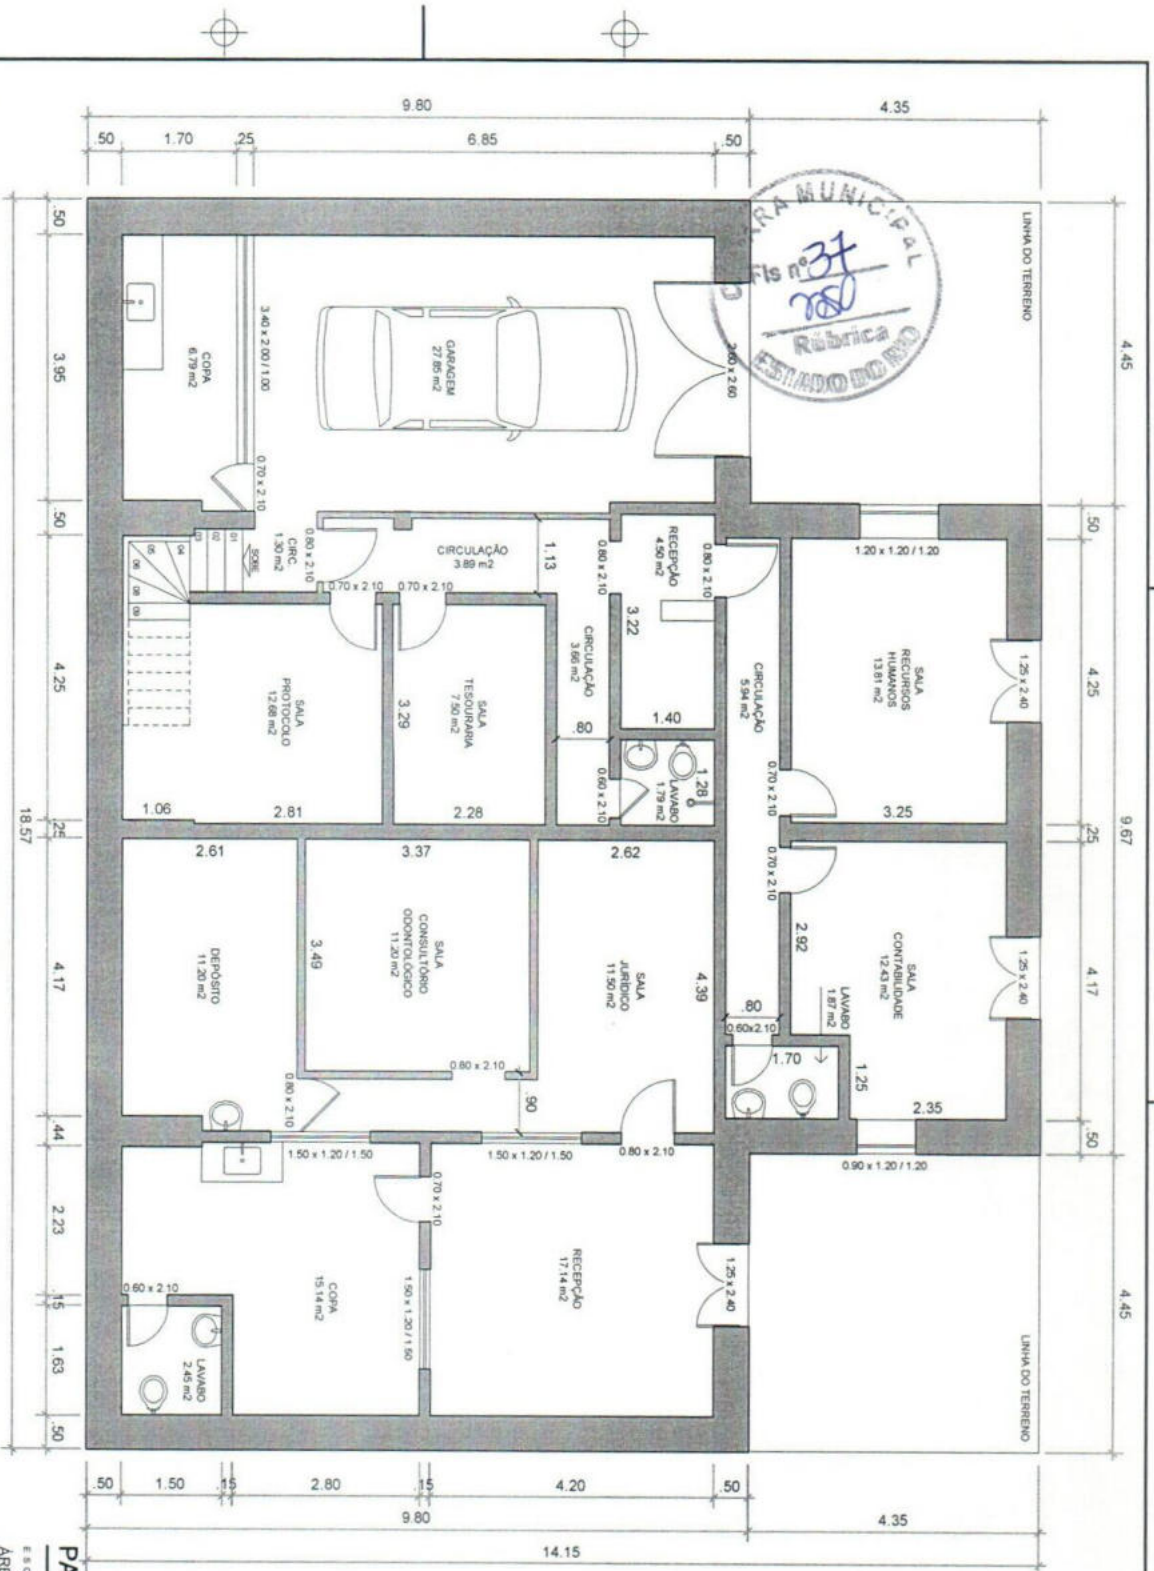 9.80
4.35
.50
1.70
.25
6.85
.50
CÂMARA MUNICIPAL
Fls nº 37
Rúbrica
ESTADO DO RIO
LINHA DO TERRENO
4.45
.50
4.25
.25
9.67
4.17
.50
4.45
LINHA DO TERRENO
.50
3.95
.50
4.25
.25
18.57
4.17
.44
2.23
.15
1.63
.50
COPA
6.79 m2
3.40 x 2.00 / 1.00
0.70 x 2.10
GARAGEM
27.85 m2
2.60 x 2.60
1.20 x 1.20 / 1.20
SALA
RECURSOS
HUMANOS
13.81 m2
1.25 x 2.40
3.25
0.70 x 2.10
RECEPÇÃO
4.50 m2
0.80 x 2.10
0.80 x 2.10
3.22
1.40
CIRCULAÇÃO
5.94 m2
CIRCULAÇÃO
3.89 m2
1.13
CIRCULAÇÃO
3.66 m2
.80
0.60 x 2.10
LAVABO
1.79 m2
1.28
CIRC.
1.30 m2
0.80 x 2.10
0.70 x 2.10
0.70 x 2.10
SOBE
01
02
03
04
05
06
08
09
SALA
PROTOCOLO
12.68 m2
1.06
2.81
SALA
TESOURARIA
7.50 m2
3.29
2.28
2.61
DEPÓSITO
11.20 m2
0.80 x 2.10
3.37
SALA
CONSULTÓRIO
ODONTOLÓGICO
11.20 m2
3.49
0.80 x 2.10
.90
2.62
SALA
JURÍDICO
11.50 m2
4.39
0.80 x 2.10
0.70 x 2.10
2.92
SALA
CONTABILIDADE
12.43 m2
1.25 x 2.40
LAVABO
1.87 m2
.80
0.60x2.10
1.70
1.25
2.35
0.90 x 1.20 / 1.20
1.50 x 1.20 / 1.50
1.50 x 1.20 / 1.50
0.70 x 2.10
COPA
15.14 m2
1.50 x 1.20 / 1.50
RECEPÇÃO
17.14 m2
1.25 x 2.40
0.60 x 2.10
LAVABO
2.45 m2
.50
1.50
.15
2.80
.15
4.20
.50
9.80
4.35
14.15